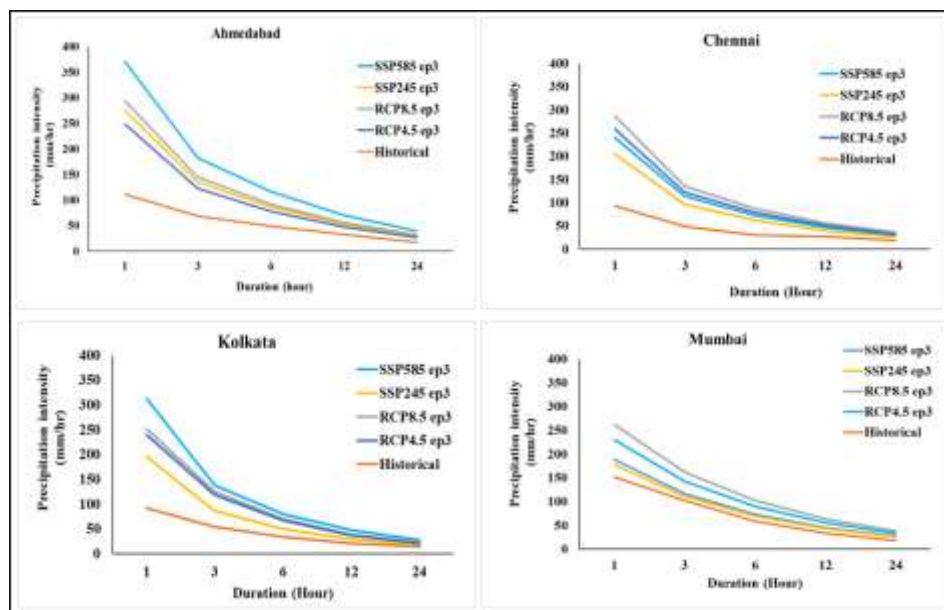 Ahmedabad
Precipitation intensity
(mm/hr)
400
350
300
250
200
150
100
50
0
SSP585 ep3
SSP245 ep3
RCP8.5 ep3
RCP4.5 ep3
Historical
1 3 6 12 24
Duration (hour)
Chennai
Precipitation intensity
(mm/hr)
400
350
300
250
200
150
100
50
0
SSP585 ep3
SSP245 ep3
RCP8.5 ep3
RCP4.5 ep3
Historical
1 3 6 12 24
Duration (Hour)
Kolkata
Precipitation intensity
(mm/hr)
400
350
300
250
200
150
100
50
0
SSP585 ep3
SSP245 ep3
RCP8.5 ep3
RCP4.5 ep3
Historical
1 3 6 12 24
Duration (Hour)
Mumbai
Precipitation intensity
(mm/hr)
400
350
300
250
200
150
100
50
0
SSP585 ep3
SSP245 ep3
RCP8.5 ep3
RCP4.5 ep3
Historical
1 3 6 12 24
Duration (Hour)